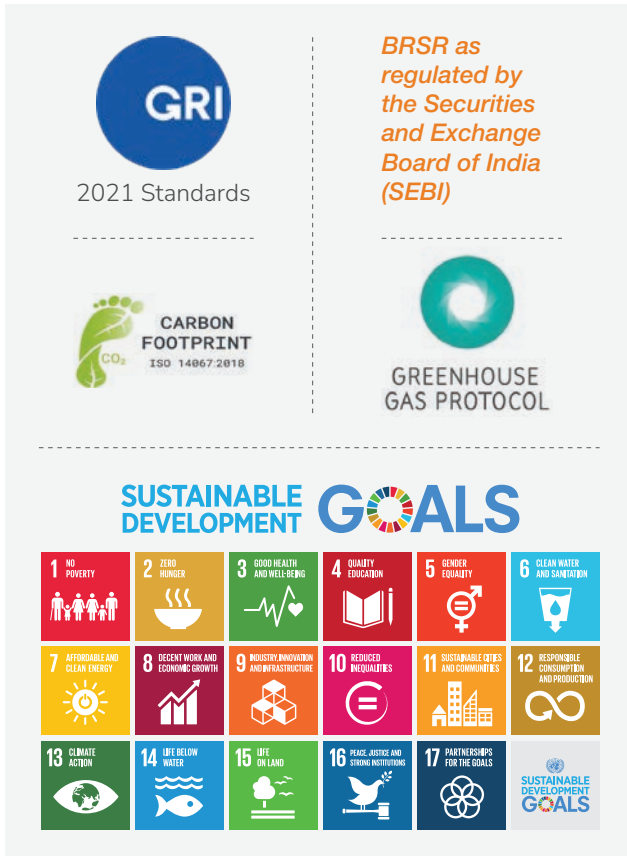 GRI
2021 Standards
BRSR as
regulated by
the Securities
and Exchange
Board of India
(SEBI)
CO₂
CARBON
FOOTPRINT
ISO 14067:2018
GREENHOUSE
GAS PROTOCOL
SUSTAINABLE
DEVELOPMENT
GOALS
1 NO
POVERTY
2 ZERO
HUNGER
3 GOOD HEALTH
AND WELL-BEING
4 QUALITY
EDUCATION
5 GENDER
EQUALITY
6 CLEAN WATER
AND SANITATION
7 AFFORDABLE AND
CLEAN ENERGY
8 DECENT WORK AND
ECONOMIC GROWTH
9 INDUSTRY, INNOVATION
AND INFRASTRUCTURE
10 REDUCED
INEQUALITIES
11 SUSTAINABLE CITIES
AND COMMUNITIES
12 RESPONSIBLE
CONSUMPTION
AND PRODUCTION
13 CLIMATE
ACTION
14 LIFE BELOW
WATER
15 LIFE
ON LAND
16 PEACE, JUSTICE AND
STRONG INSTITUTIONS
17 PARTNERSHIPS
FOR THE GOALS
SUSTAINABLE
DEVELOPMENT
GOALS